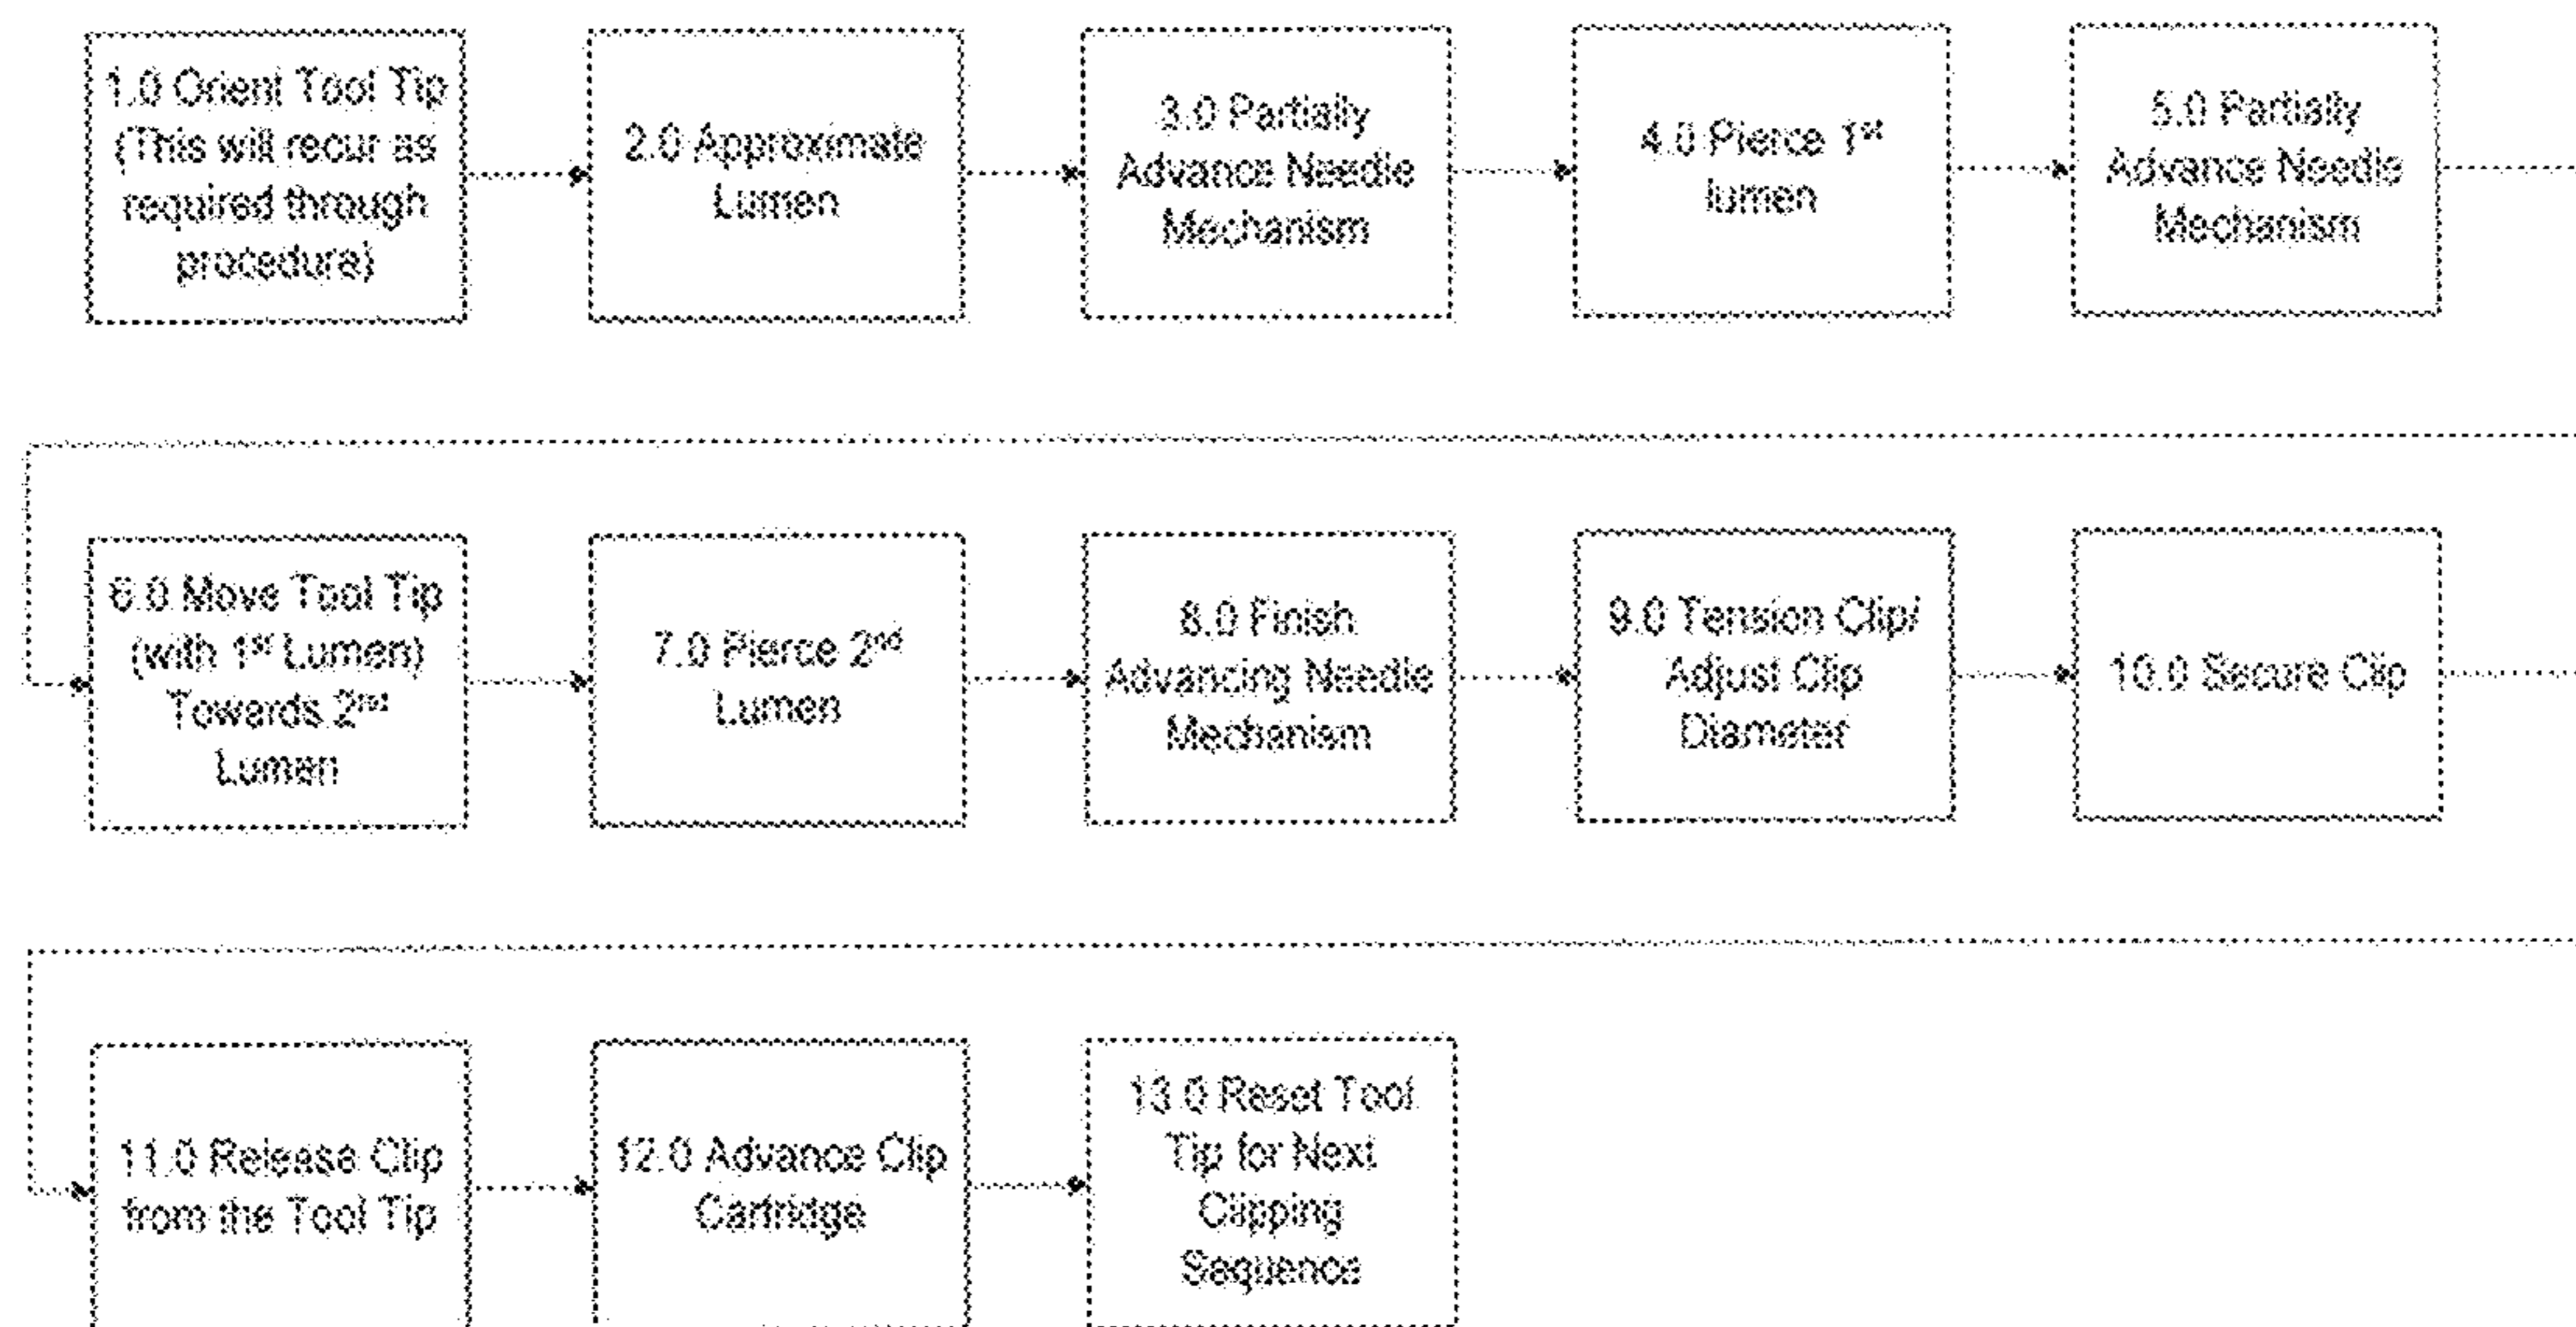 1.0 Orient Tool Tip
(This will recur as
required through
procedure)
2.0 Approximate
Lumen
3.0 Partially
Advance Needle
Mechanism
4.0 Pierce 1st
lumen
5.0 Partially
Advance Needle
Mechanism
6.0 Move Tool Tip
(with 1st Lumen)
Towards 2nd
Lumen
7.0 Pierce 2nd
Lumen
8.0 Finish
Advancing Needle
Mechanism
9.0 Tension Clip/
Adjust Clip
Diameter
10.0 Secure Clip
11.0 Release Clip
from the Tool Tip
12.0 Advance Clip
Cartridge
13.0 Reset Tool
Tip for Next
Clipping
Sequence